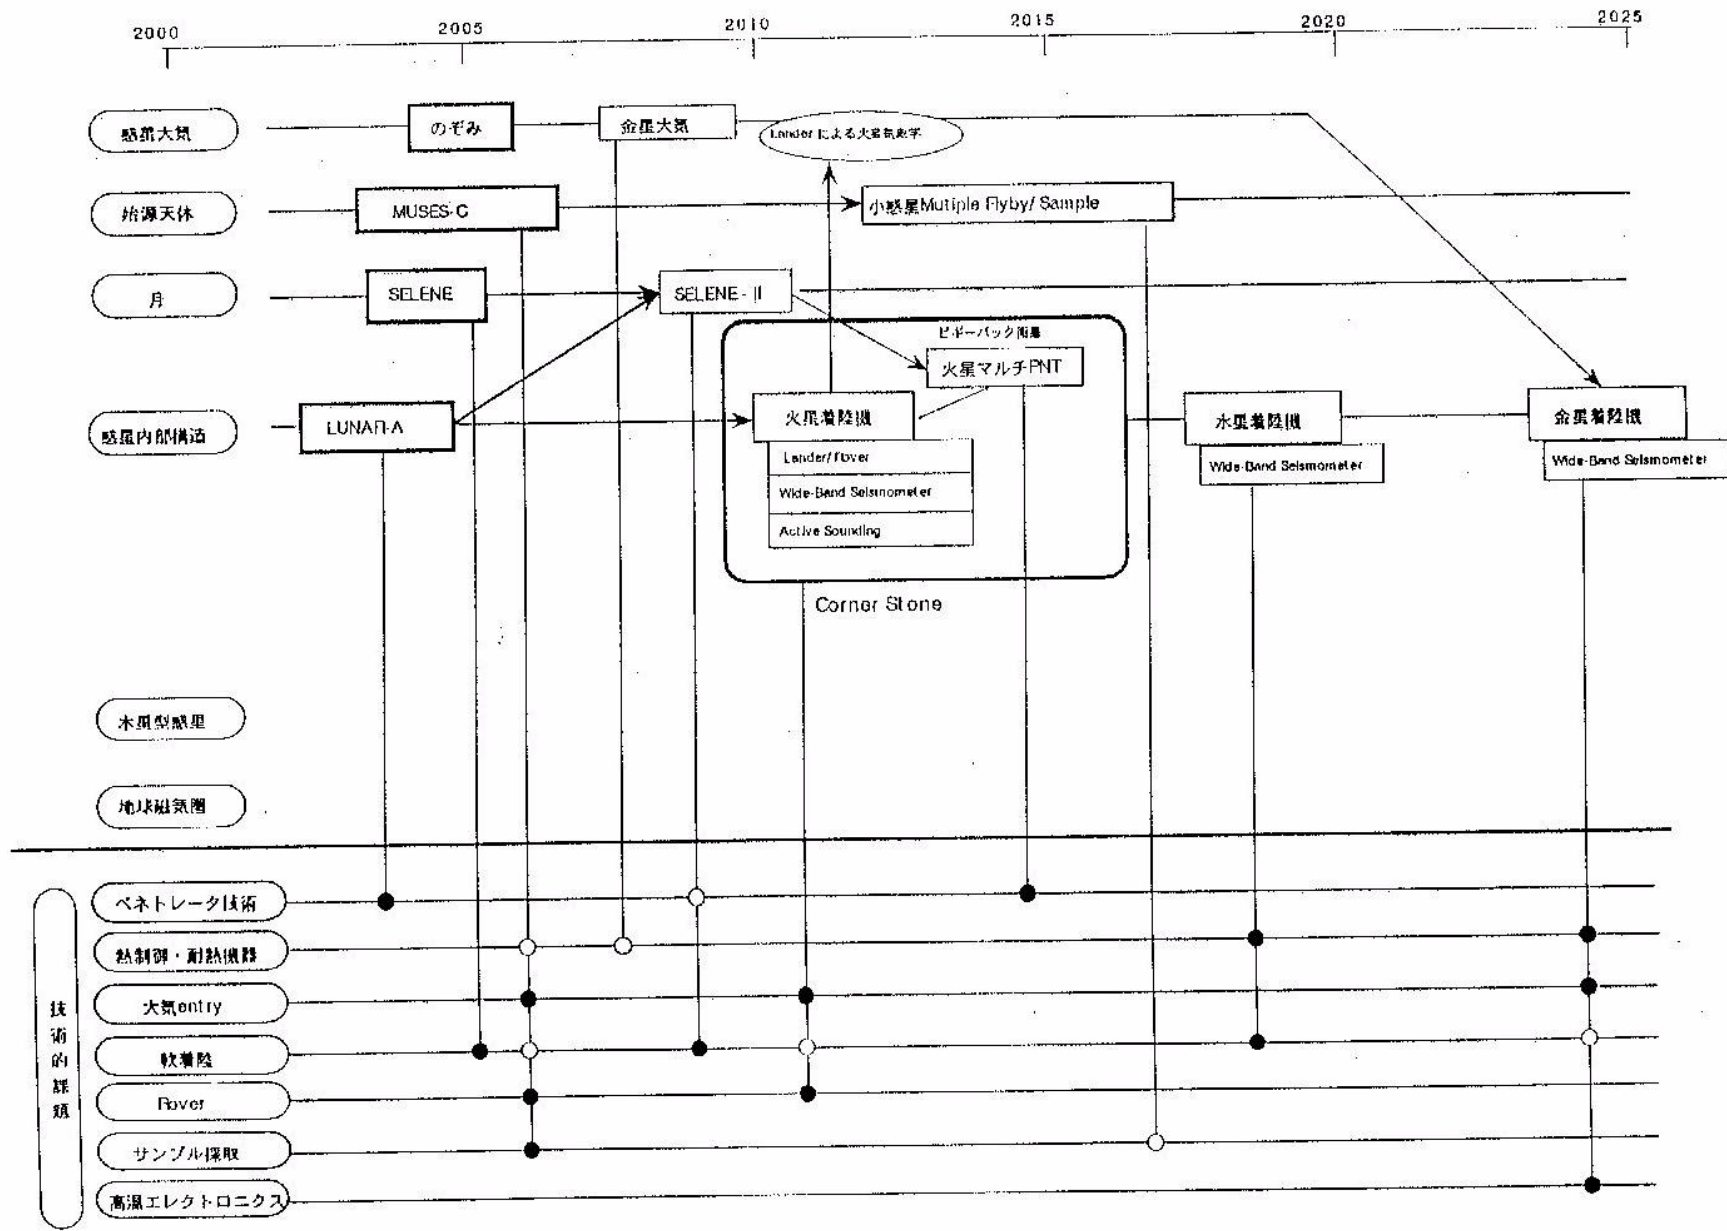 2000 2005 2010 2015 2020 2025
惑星大気
のぞみ
金星大気
Landerによる火星気象学
始源天体
MUSES-C
小惑星Mutiple Flyby/ Sample
月
SELENE
SELENE-II
ピギーバック衛星
火星マルチPNT
惑星内部構造
LUNAR-A
火星着陸機
Lander/Rover
Wide-Band Seismometer
Active Sounding
水星着陸機
Wide-Band Seismometer
金星着陸機
Wide-Band Seismometer
Corner Stone
木星型惑星
地球磁気圏
技術的課題
ペネトレータ技術
熱制御・耐熱機器
大気entry
軟着陸
Rover
サンプル採取
高温エレクトロニクス